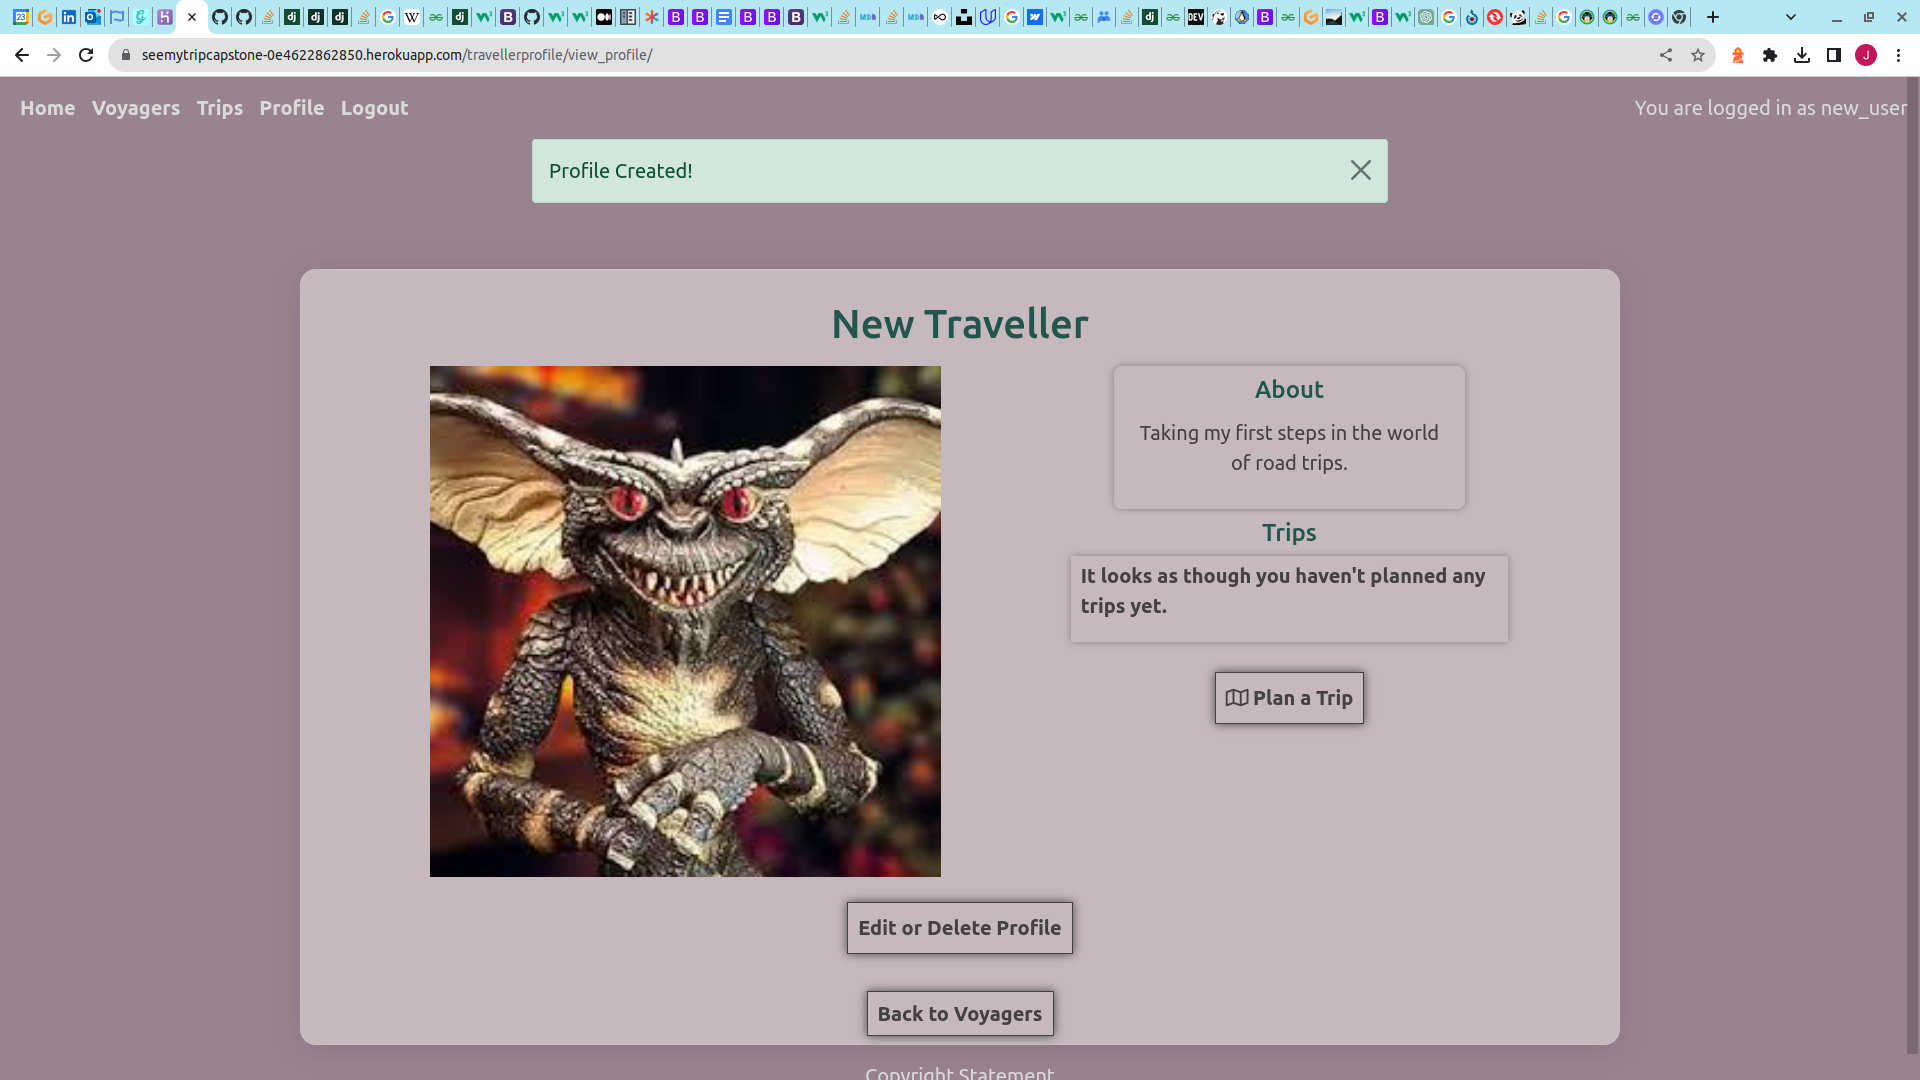 seemytripcapstone-0e4622862850.herokuapp.com/travellerprofile/view_profile/
J
Home Voyagers Trips Profile Logout
You are logged in as new_user
Profile Created!
New Traveller
About
Taking my first steps in the world
of road trips.
Trips
It looks as though you haven't planned any
trips yet.
Plan a Trip
Edit or Delete Profile
Back to Voyagers
Copyright Statement